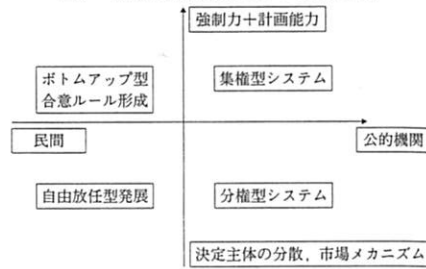 強制力＋計画能力
ボトムアップ型
合意ルール形成
集権型システム
民間
公的機関
自由放任型発展
分権型システム
決定主体の分散，市場メカニズム